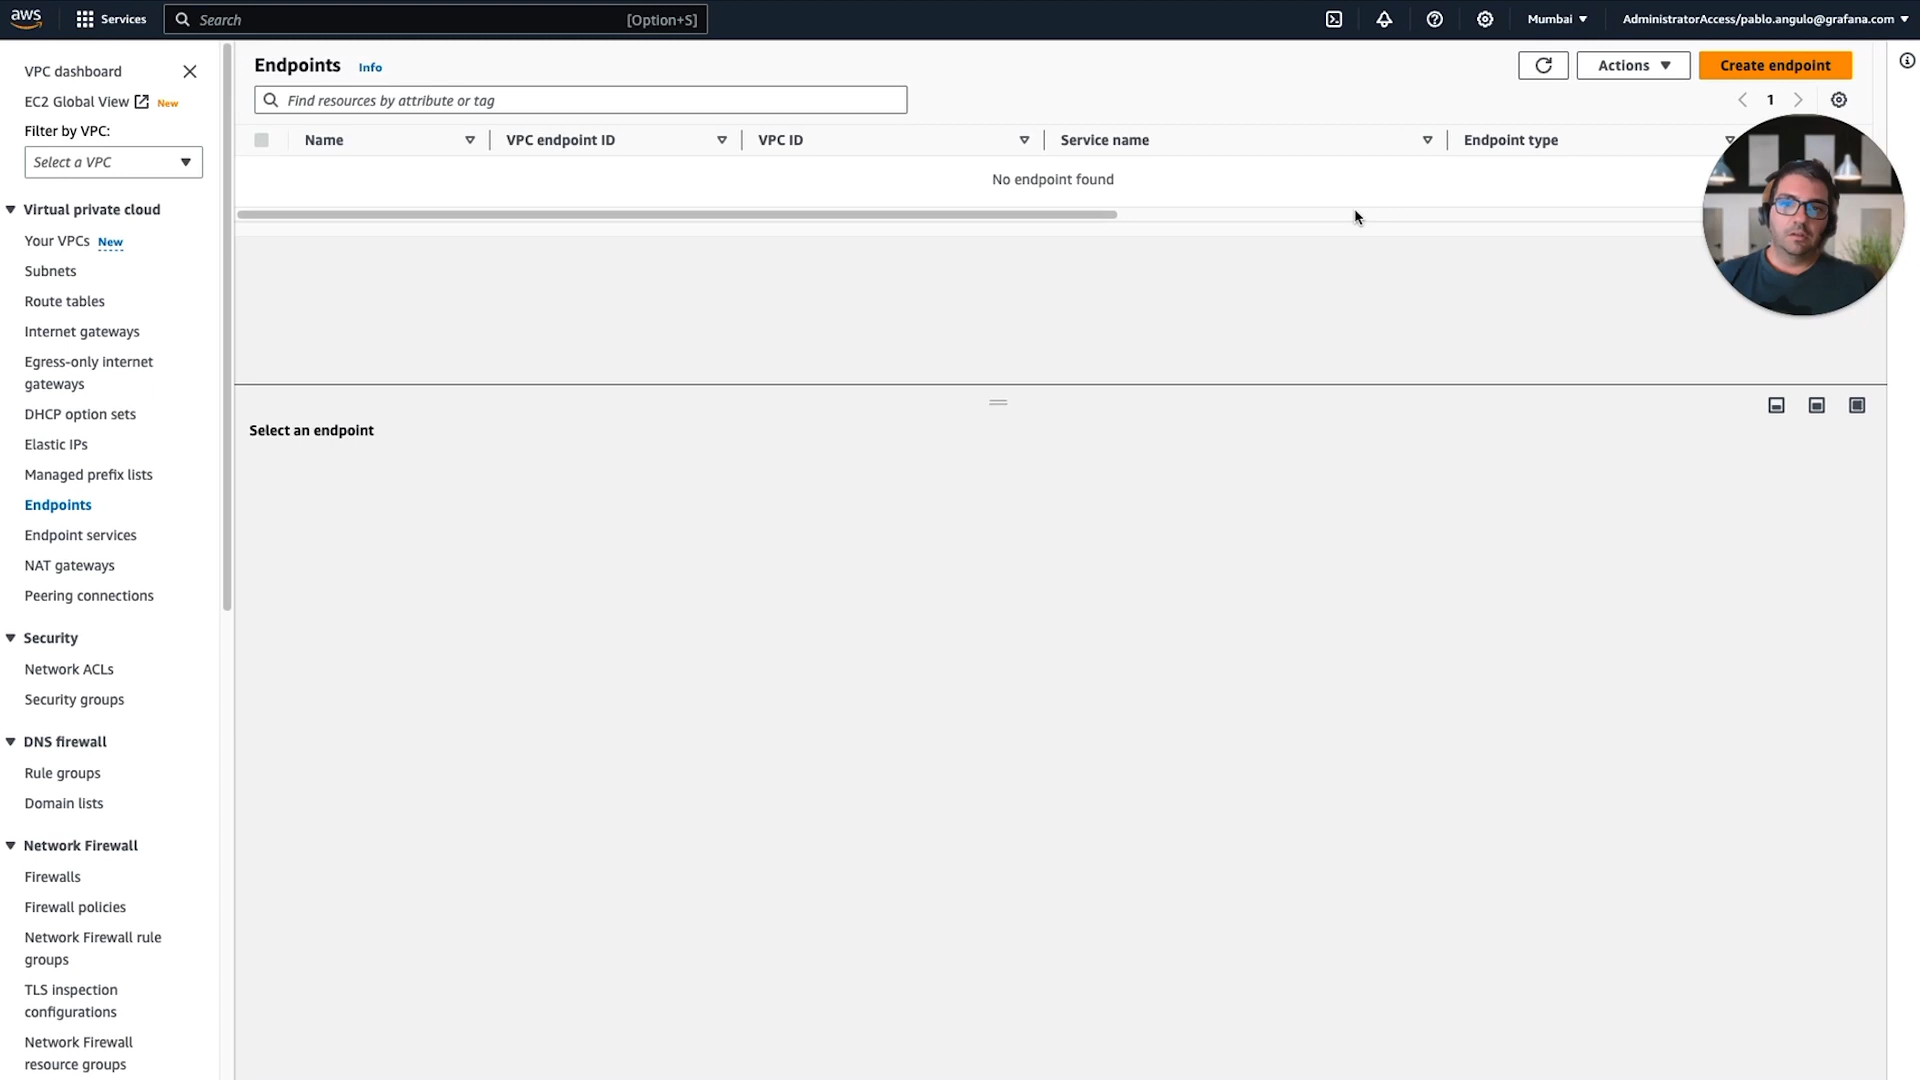 aws
Services
Search
[Option+S]
Mumbai
AdministratorAccess/pablo.angulo@grafana.com
VPC dashboard
EC2 Global View New
Filter by VPC:
Select a VPC
Virtual private cloud
Your VPCs New
Subnets
Route tables
Internet gateways
Egress-only internet
gateways
DHCP option sets
Elastic IPs
Managed prefix lists
Endpoints
Endpoint services
NAT gateways
Peering connections
Security
Network ACLs
Security groups
DNS firewall
Rule groups
Domain lists
Network Firewall
Firewalls
Firewall policies
Network Firewall rule
groups
TLS inspection
configurations
Network Firewall
resource groups
Endpoints Info
Actions
Create endpoint
Find resources by attribute or tag
1
Name
VPC endpoint ID
VPC ID
Service name
Endpoint type
No endpoint found
Select an endpoint